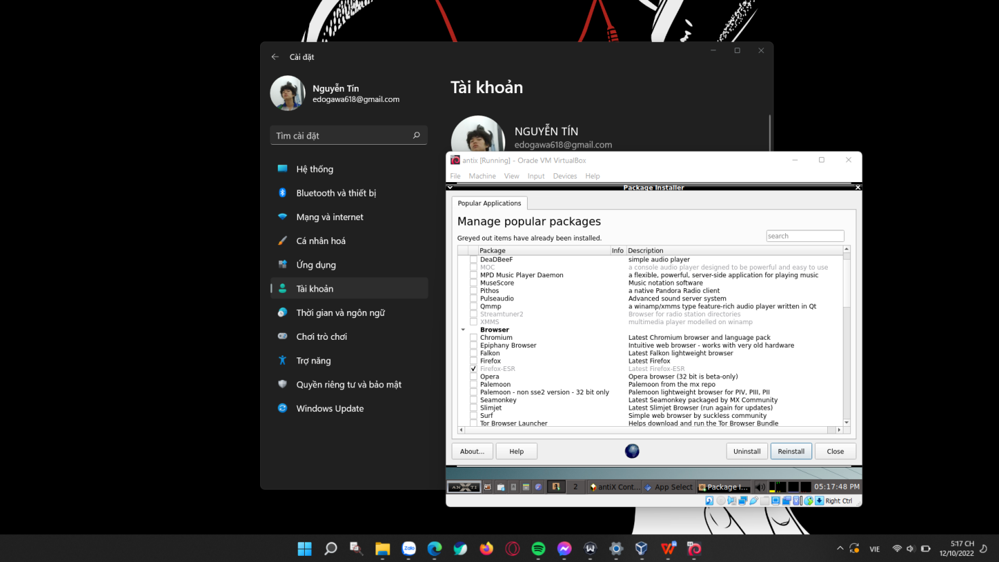 Cài đặt
Nguyễn Tín
edogawa618@gmail.com
Tìm cài đặt
Hệ thống
Bluetooth và thiết bị
Mạng và internet
Cá nhân hoá
Ứng dụng
Tài khoản
Thời gian và ngôn ngữ
Chơi trò chơi
Trợ năng
Quyền riêng tư và bảo mật
Windows Update
Tài khoản
NGUYỄN TÍN
edogawa618@gmail.com
antix [Running] - Oracle VM VirtualBox
File Machine View Input Devices Help
Package Installer
Popular Applications
Manage popular packages
Greyed out items have already been installed.
search
Package Info Description
DeaDBeeF simple audio player
MOC a console audio player designed to be powerful and easy to use
MPD Music Player Daemon a flexible, powerful, server-side application for playing music
MuseScore Music notation software
Pithos a native Pandora Radio client
Pulseaudio Advanced sound server system
Qmmp a winamp/xmms type feature-rich audio player written in Qt
Streamtuner2 Browser for radio station directories
XMMS multimedia player modelled on winamp
Browser
Chromium Latest Chromium browser and language pack
Epiphany Browser Intuitive web browser - works with very old hardware
Falkon Latest Falkon lightweight browser
Firefox Latest Firefox
Firefox-ESR Latest Firefox-ESR
Opera Opera browser (32 bit is beta-only)
Palemoon Palemoon from the mx repo
Palemoon - non sse2 version - 32 bit only Palemoon lightweight browser for PIV, PIII, PII
Seamonkey Latest Seamonkey packaged by MX Community
Slimjet Latest Slimjet Browser (run again for updates)
Surf Simple web browser by suckless community
Tor Browser Launcher Helps download and run the Tor Browser Bundle
About... Help Uninstall Reinstall Close
2 antiX Cont... App Select Package I... 05:17:48 PM
Right Ctrl
Zalo VIE 5:17 CH
12/10/2022